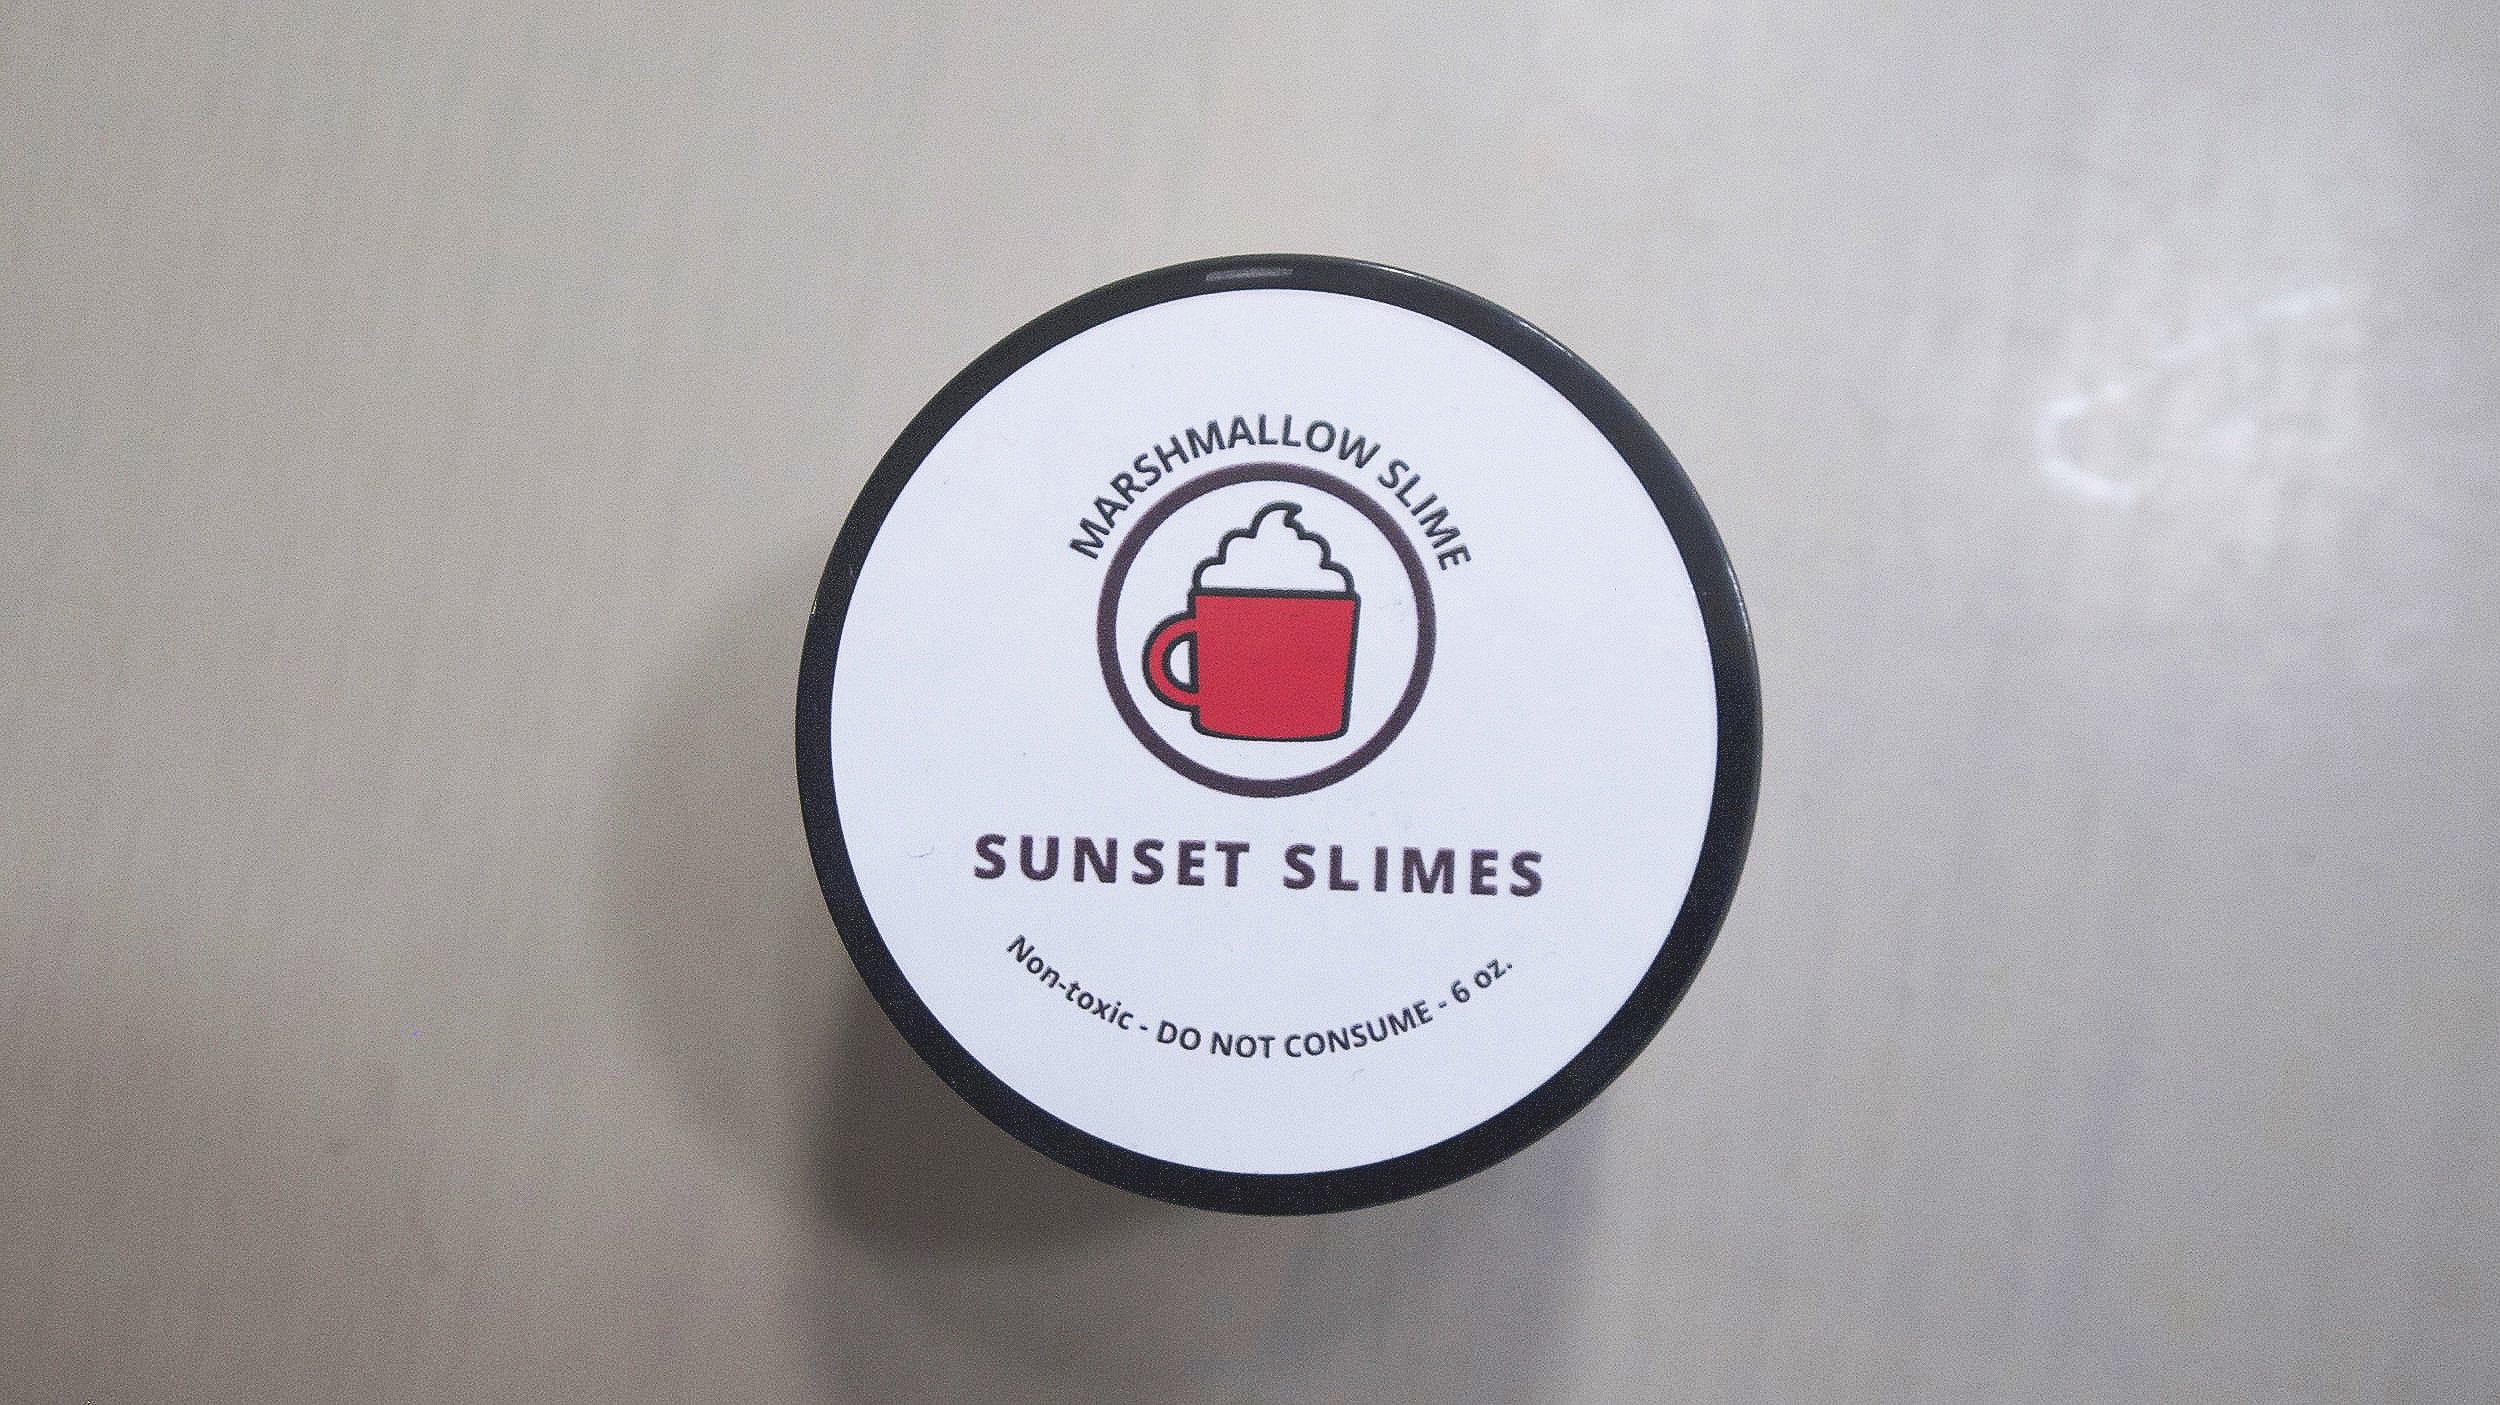 MARSHMALLOW SLIME
SUNSET SLIMES
Non-toxic - DO NOT CONSUME - 6 oz.